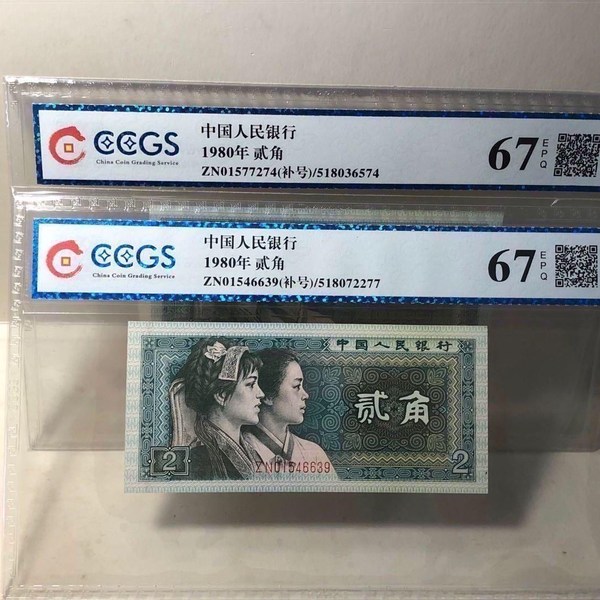 CCGS
China Coin Grading Service
中国人民银行
1980年 贰角
ZN01577274(补号)/518036574
67
EPQ
CCGS
China Coin Grading Service
中国人民银行
1980年 贰角
ZN01546639(补号)/518072277
67
EPQ
中国人民银行
贰角
2
ZN01546639
2